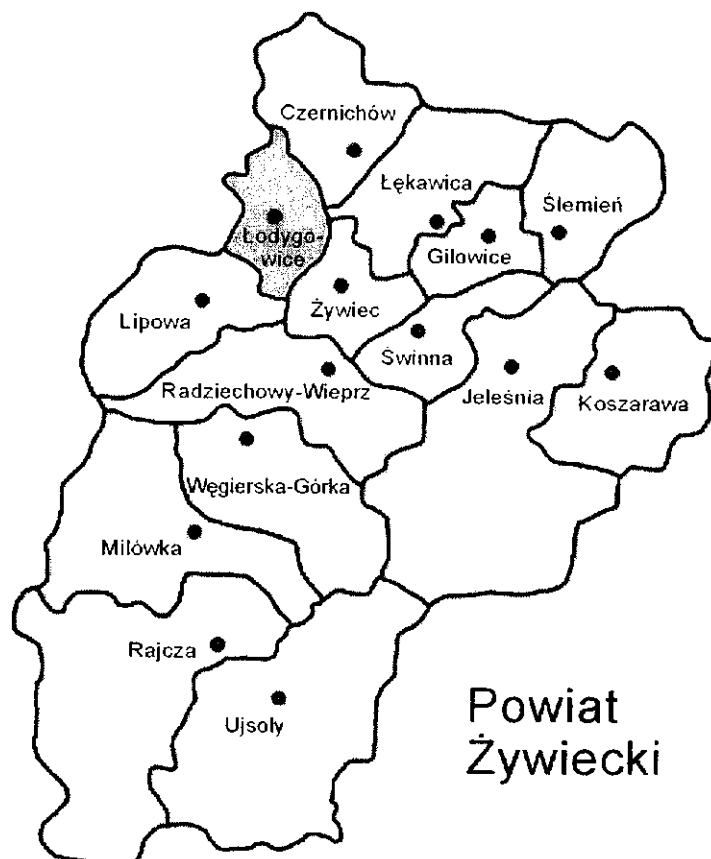 Czernichów
Łękawica
Ślemień
Łodygo-
wice
Gilowice
Żywiec
Lipowa
Świnna
Radziechowy-Wieprz
Jeleśnia
Koszarawa
Węgierska-Górka
Milówka
Rajcza
Ujsoły
Powiat
Żywiecki